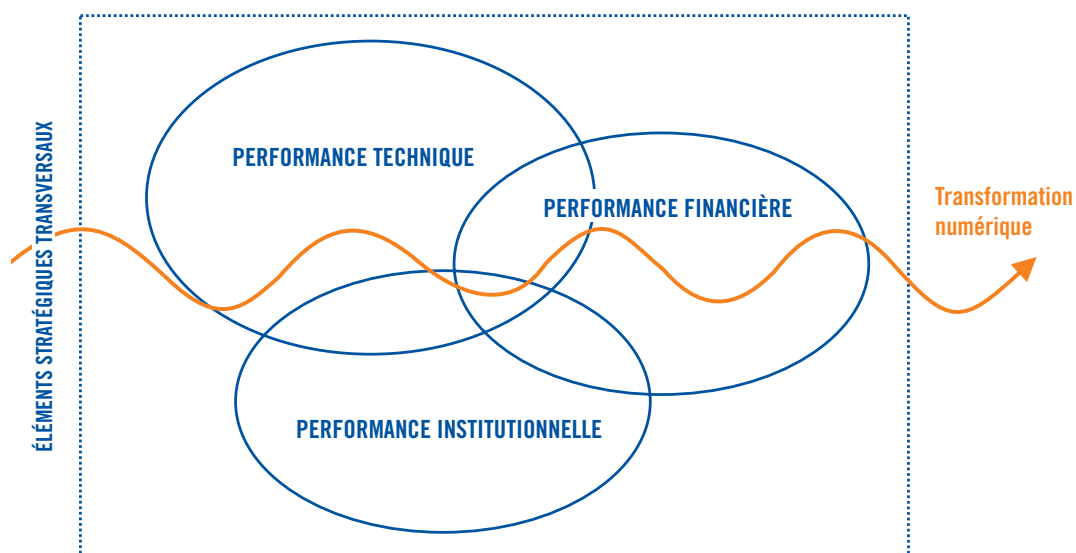 ÉLÉMENTS STRATÉGIQUES TRANSVERSAUX
PERFORMANCE TECHNIQUE
PERFORMANCE FINANCIÈRE
Transformation
numérique
PERFORMANCE INSTITUTIONNELLE